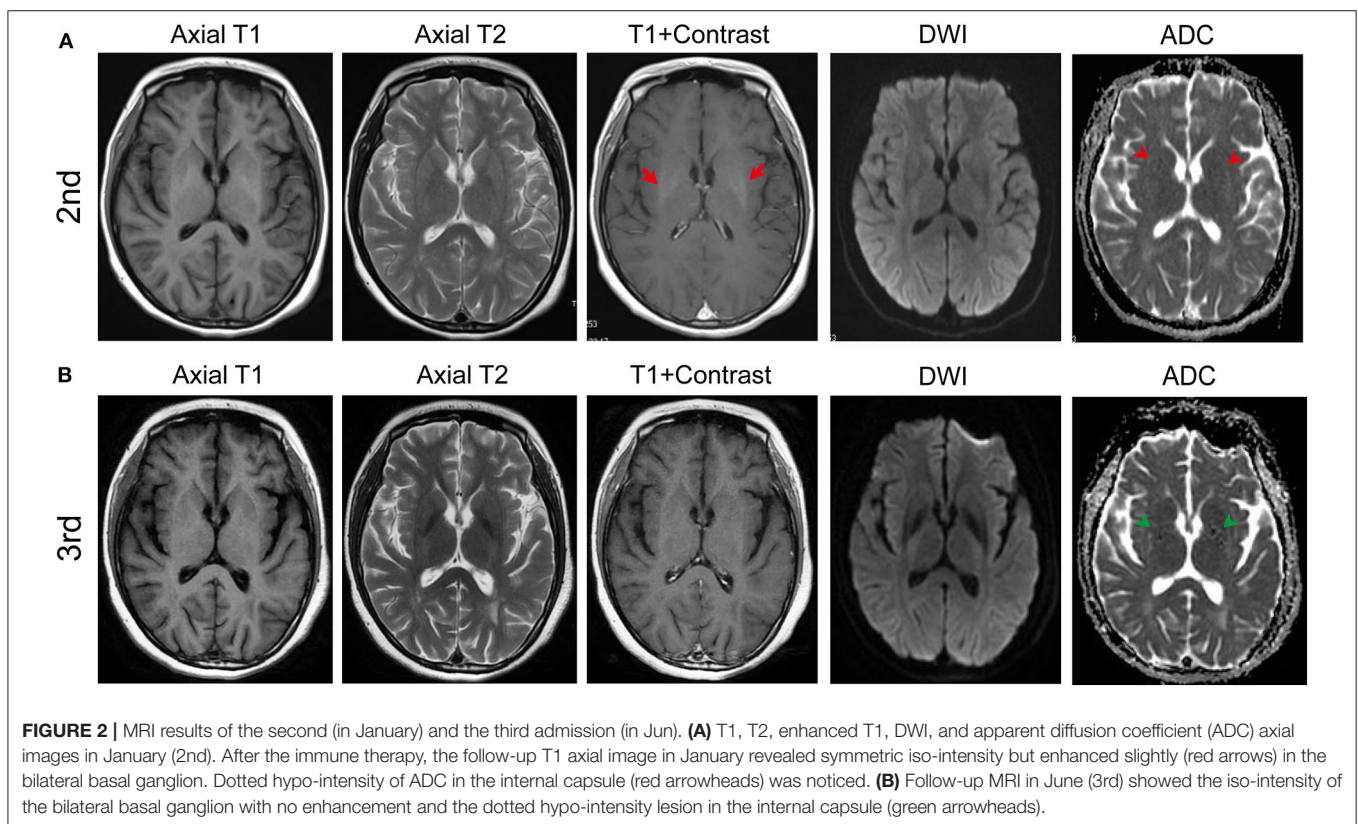 A
Axial T1
Axial T2
T1+Contrast
DWI
ADC
2nd
T
253
B
Axial T1
Axial T2
T1+Contrast
DWI
ADC
3rd
FIGURE 2 | MRI results of the second (in January) and the third admission (in Jun). (A) T1, T2, enhanced T1, DWI, and apparent diffusion coefficient (ADC) axial
images in January (2nd). After the immune therapy, the follow-up T1 axial image in January revealed symmetric iso-intensity but enhanced slightly (red arrows) in the
bilateral basal ganglion. Dotted hypo-intensity of ADC in the internal capsule (red arrowheads) was noticed. (B) Follow-up MRI in June (3rd) showed the iso-intensity of
the bilateral basal ganglion with no enhancement and the dotted hypo-intensity lesion in the internal capsule (green arrowheads).